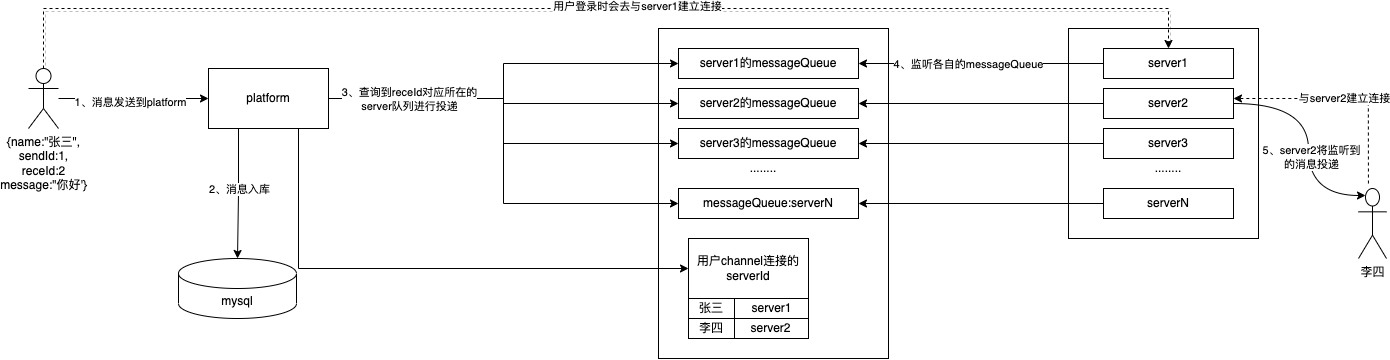 用户登录时会去与server1建立连接
1、消息发送到platform
{name:"张三",
sendId:1,
receId:2
message:"你好"}
platform
2、消息入库
mysql
3、查询到receId对应所在的
server队列进行投递
server1的messageQueue
server2的messageQueue
server3的messageQueue
........
messageQueue:serverN
用户channel连接的
serverId
张三 server1
李四 server2
4、监听各自的messageQueue
server1
server2
server3
........
serverN
与server2建立连接
5、server2将监听到
的消息投递
李四